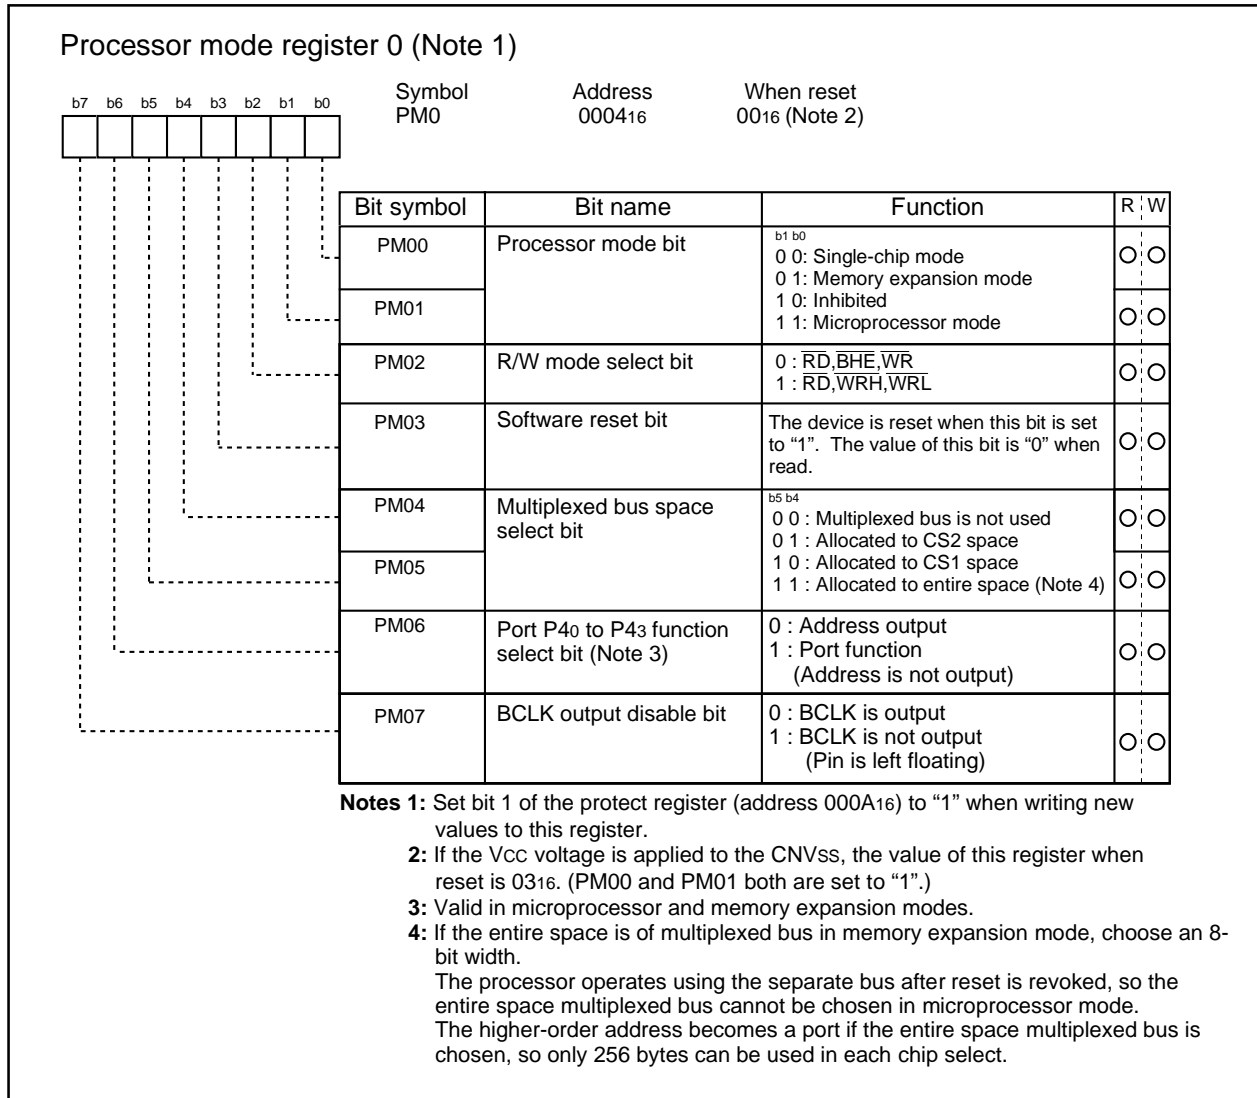 Processor mode register 0 (Note 1)
Symbol Address When reset
b7 b6 b5 b4 b3 b2 b1 b0
PM0 000416 0016 (Note 2)
Bit symbol Bit name Function R W
PM00 Processor mode bit b1 b0
0 0: Single-chip mode
0 1: Memory expansion mode
PM01 1 0: Inhibited
1 1: Microprocessor mode
PM02 R/W mode select bit 0 : RD,BHE,WR
1 : RD,WRH,WRL
PM03 Software reset bit The device is reset when this bit is set
to “1”. The value of this bit is “0” when
read.
PM04 Multiplexed bus space b5 b4
select bit 0 0 : Multiplexed bus is not used
0 1 : Allocated to CS2 space
PM05 1 0 : Allocated to CS1 space
1 1 : Allocated to entire space (Note 4)
PM06 Port P40 to P43 function 0 : Address output
select bit (Note 3) 1 : Port function
(Address is not output)
PM07 BCLK output disable bit 0 : BCLK is output
1 : BCLK is not output
(Pin is left floating)
Notes 1: Set bit 1 of the protect register (address 000A16) to “1” when writing new
values to this register.
2: If the VCC voltage is applied to the CNVSS, the value of this register when
reset is 0316. (PM00 and PM01 both are set to “1”.)
3: Valid in microprocessor and memory expansion modes.
4: If the entire space is of multiplexed bus in memory expansion mode, choose an 8-
bit width.
The processor operates using the separate bus after reset is revoked, so the
entire space multiplexed bus cannot be chosen in microprocessor mode.
The higher-order address becomes a port if the entire space multiplexed bus is
chosen, so only 256 bytes can be used in each chip select.